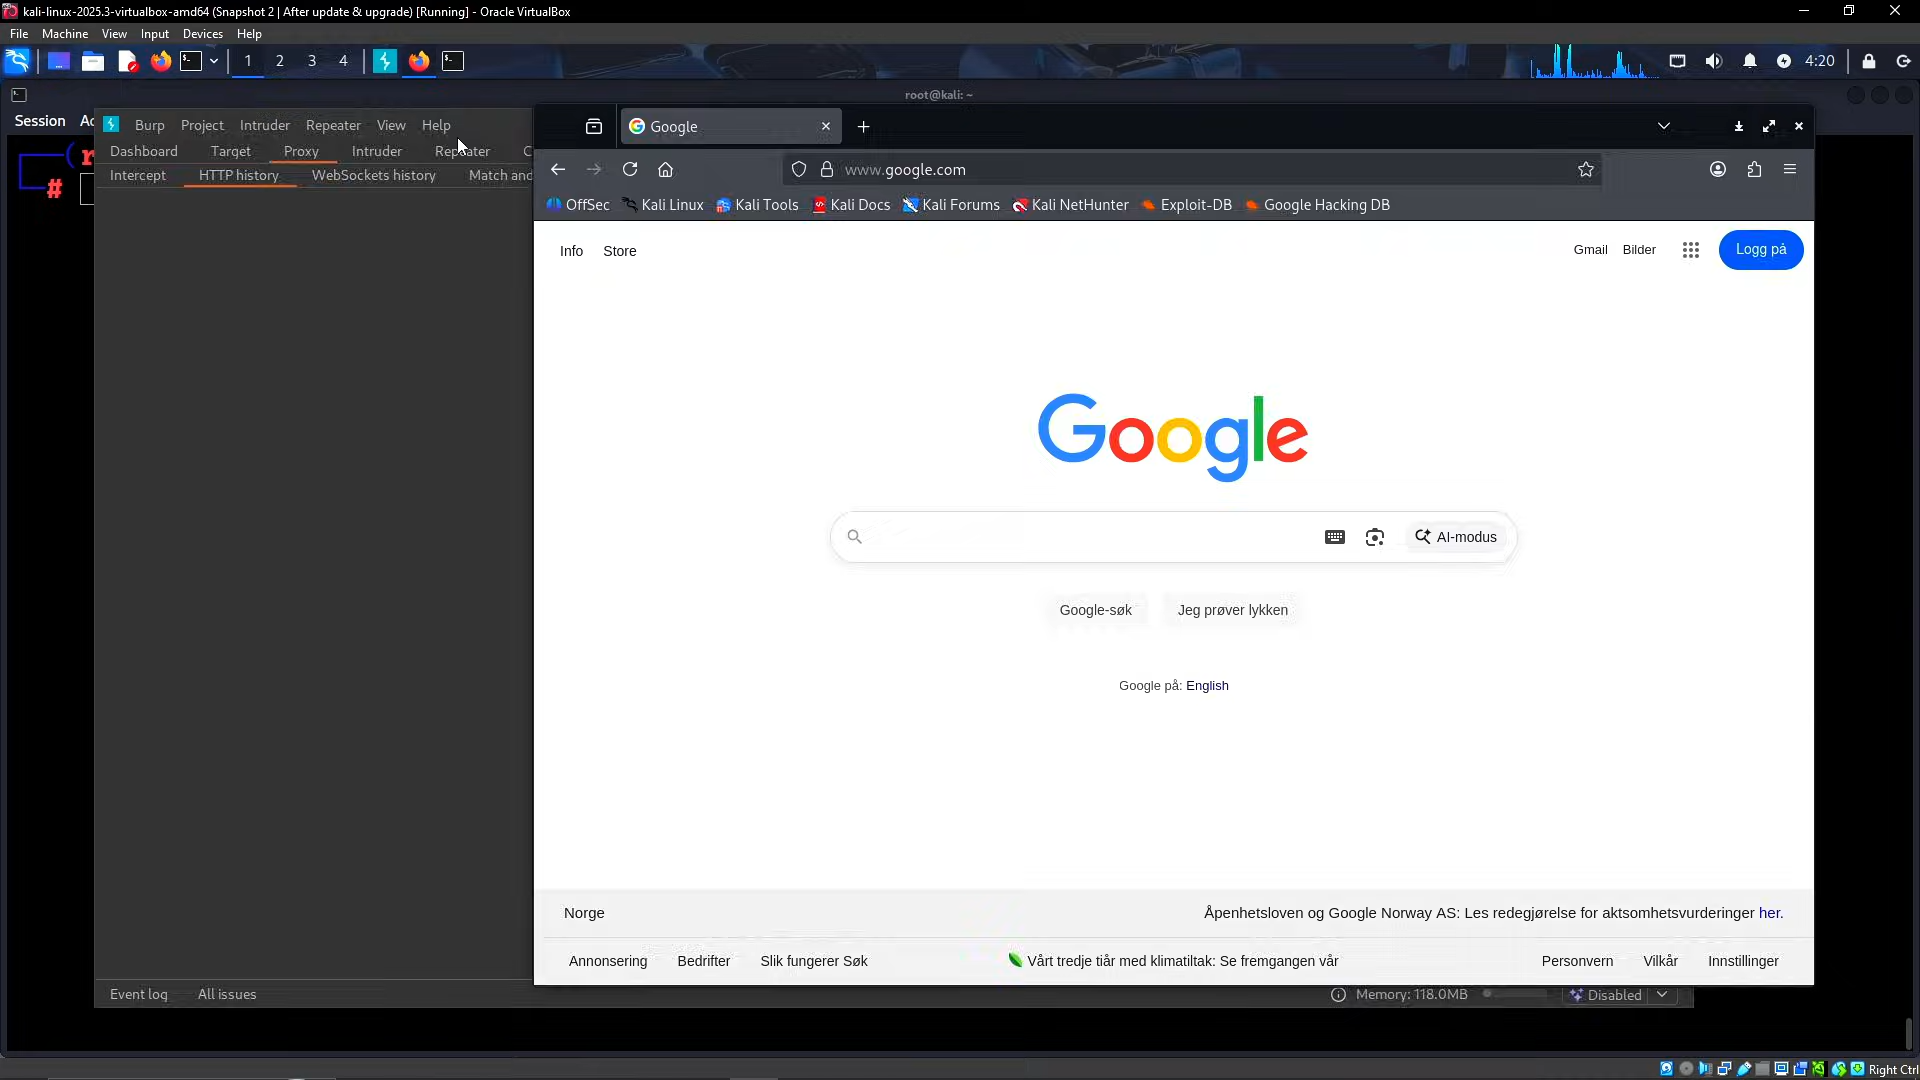 kali-linux-2025.3-virtualbox-amd64 (Snapshot 2 | After update & upgrade) [Running] - Oracle VirtualBox
File Machine View Input Devices Help
1 2 3 4 4:20
root@kali: ~
Session
Burp Project Intruder Repeater View Help
Google
Dashboard Target Proxy Intruder Repeater
www.google.com
Intercept HTTP history WebSockets history Match and
#
OffSec Kali Linux Kali Tools Kali Docs Kali Forums Kali NetHunter Exploit-DB Google Hacking DB
Info Store Gmail Bilder Logg på
Google
AI-modus
Google-søk Jeg prøver lykken
Google på: English
Norge Åpenhetsloven og Google Norway AS: Les redegjørelse for aktsomhetsvurderinger her.
Annonsering Bedrifter Slik fungerer Søk Vårt tredje tiår med klimatiltak: Se fremgangen vår Personvern Vilkår Innstillinger
Event log All issues Memory: 118.0MB Disabled
Right Ctrl